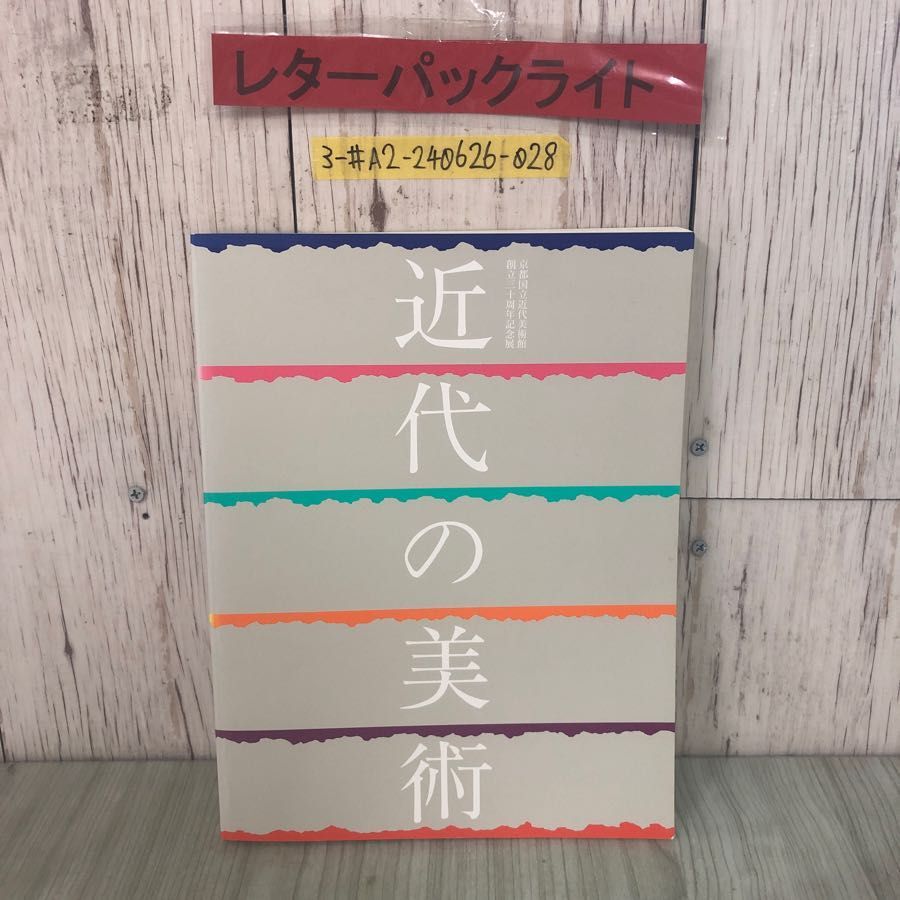 レターパックライト
3-#A2-240626-028
京都国立近代美術館
創立三十周年記念展
近代の美術